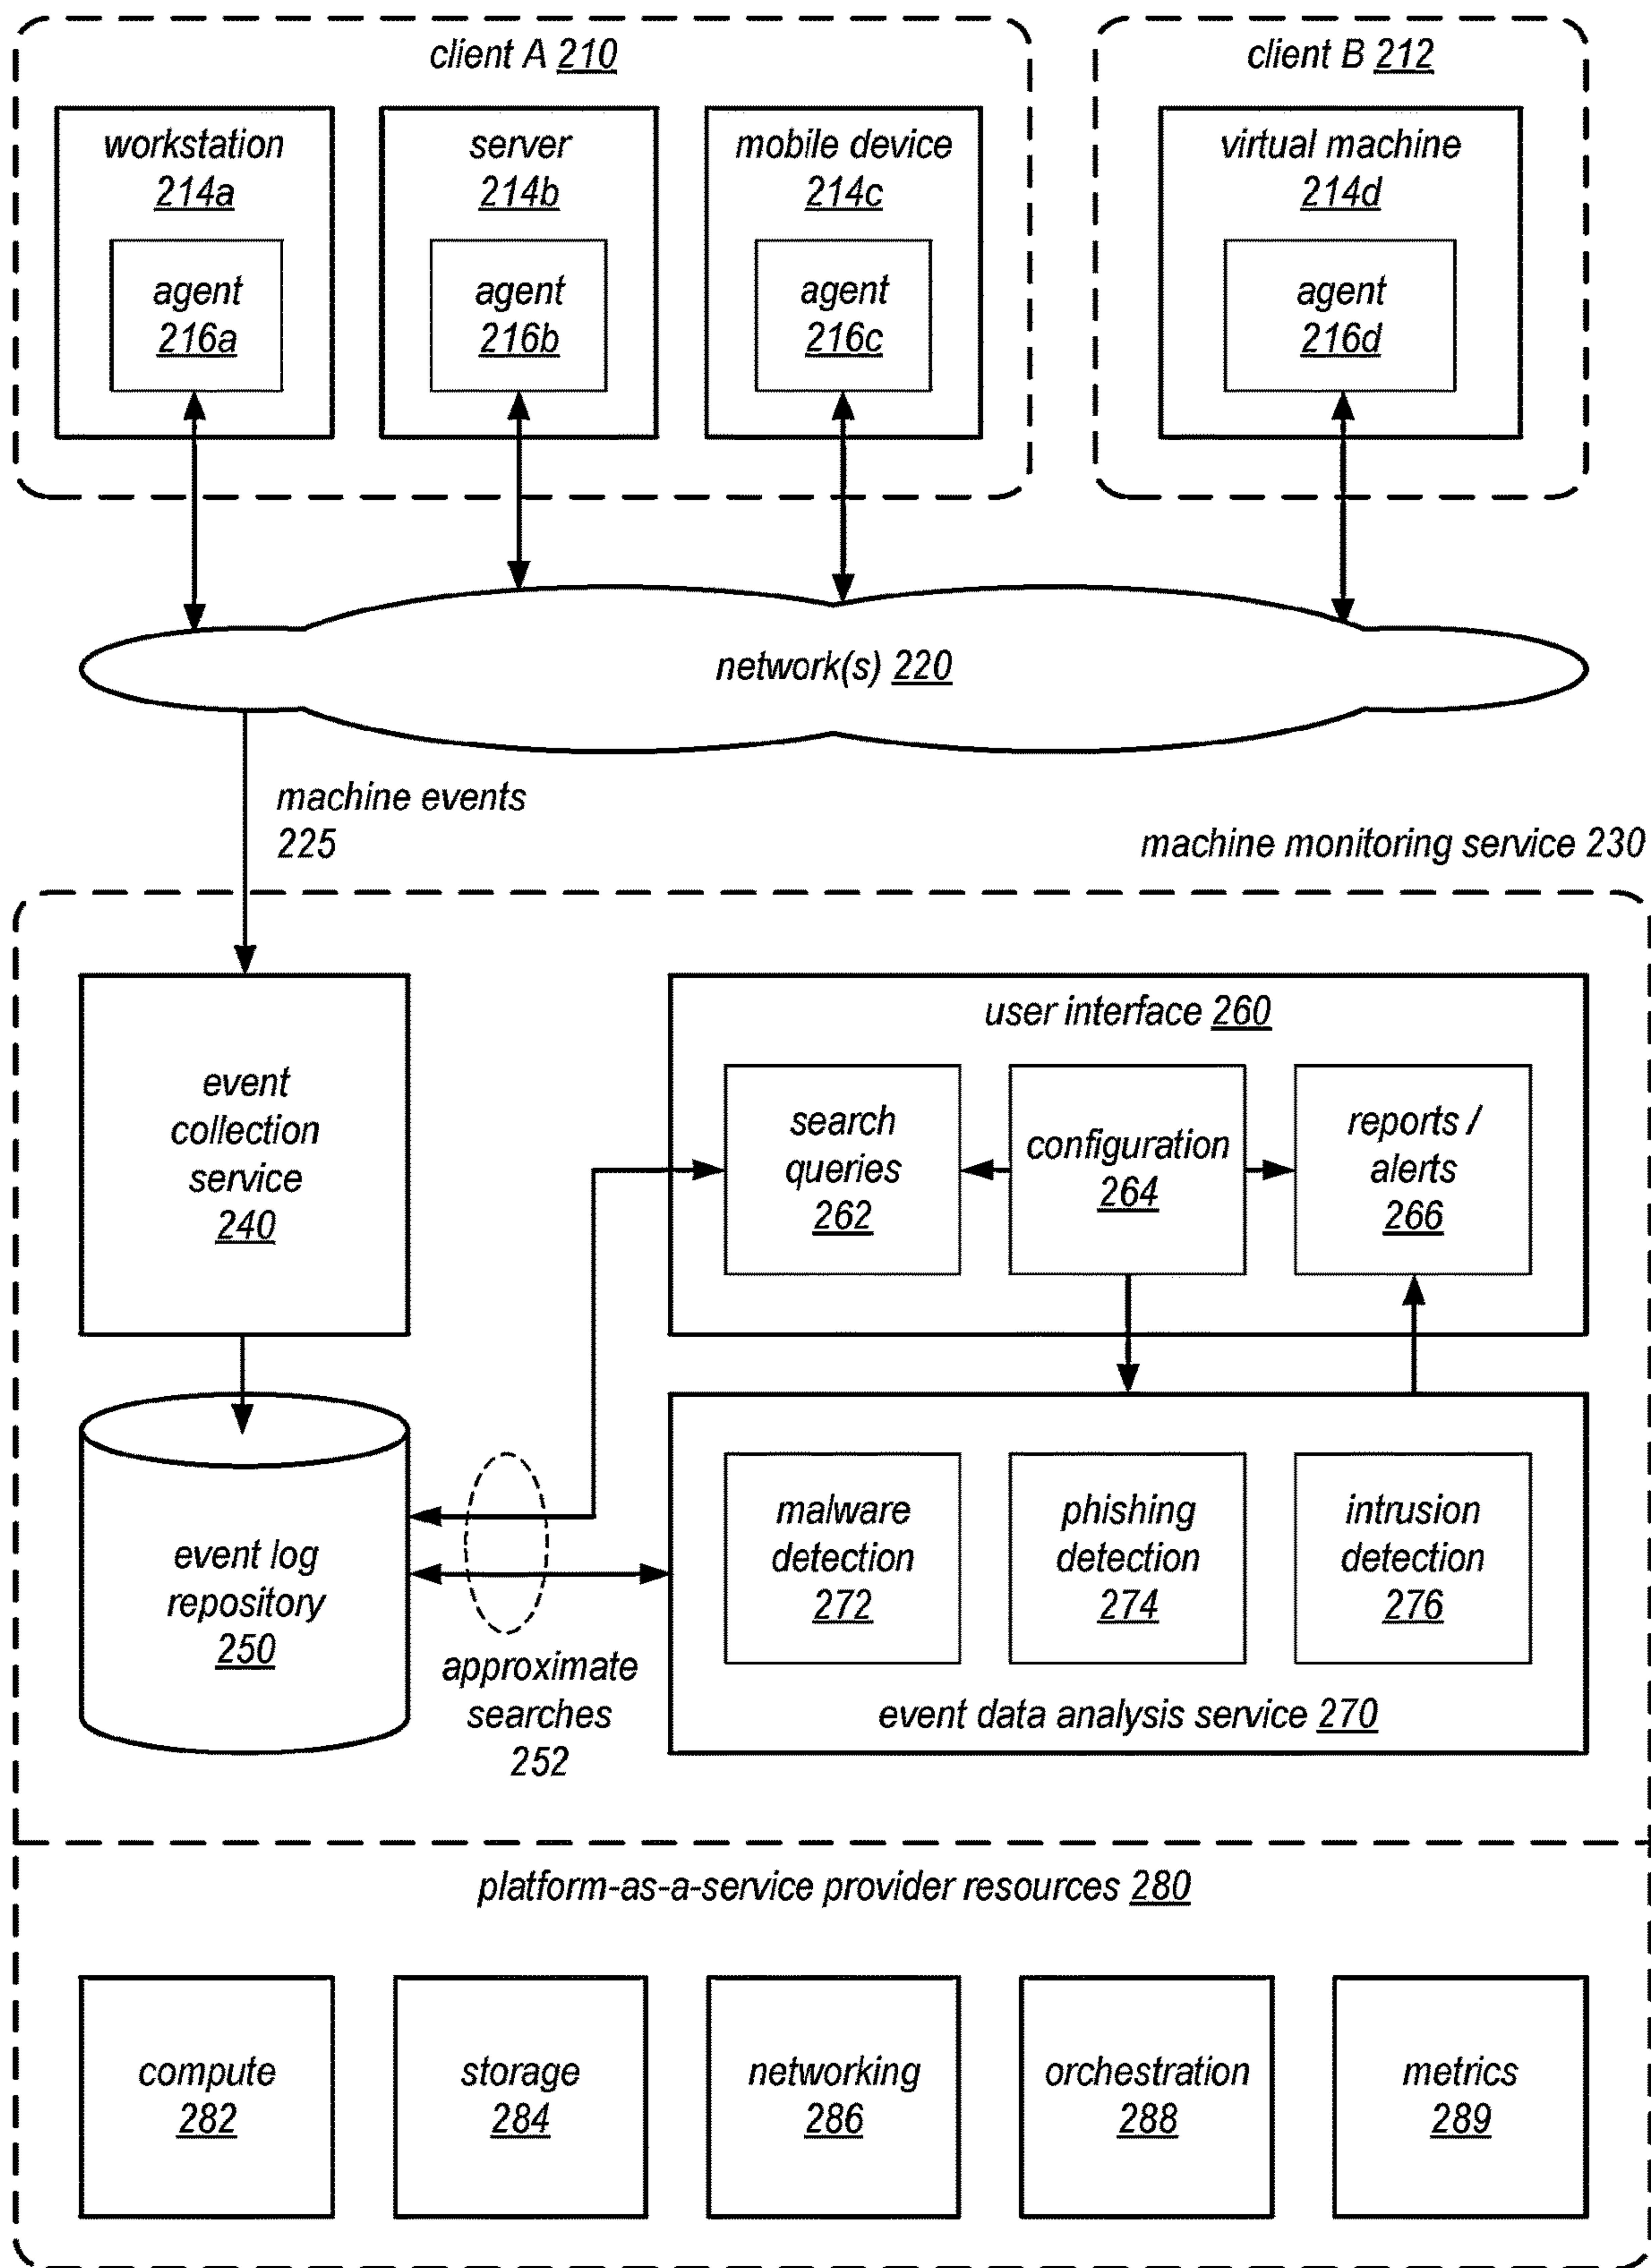 client A 210
client B 212
workstation
214a
server
214b
mobile device
214c
virtual machine
214d
agent
216a
agent
216b
agent
216c
agent
216d
network(s) 220
machine events
225
machine monitoring service 230
event
collection
service
240
user interface 260
search
queries
262
configuration
264
reports /
alerts
266
event log
repository
250
approximate
searches
252
malware
detection
272
phishing
detection
274
intrusion
detection
276
event data analysis service 270
platform-as-a-service provider resources 280
compute
282
storage
284
networking
286
orchestration
288
metrics
289